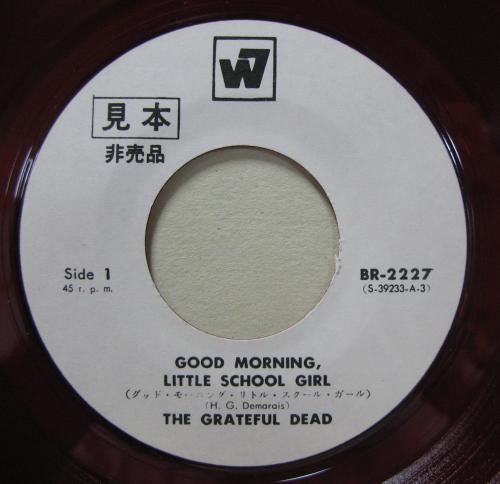 W7
見本
非売品
Side 1
45 r. p. m.
BR-2227
(S-39233-A-3)
GOOD MORNING,
LITTLE SCHOOL GIRL
(グッド・モーニング・リトル・スクール・ガール)
(H. G. Demarais)
THE GRATEFUL DEAD